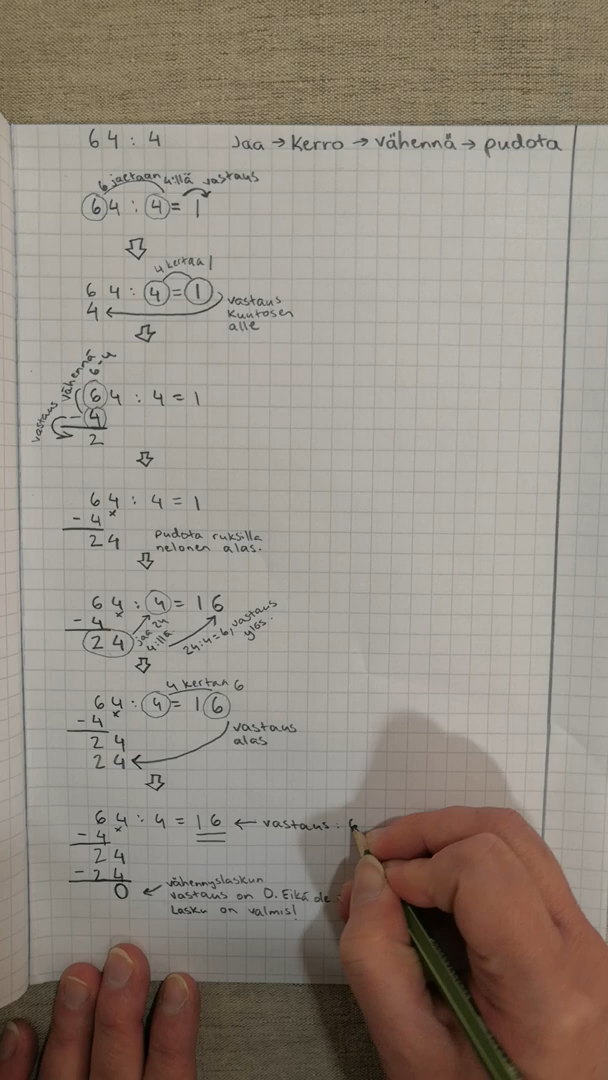 64 : 4 Jaa → Kerro → vähennä → pudota
6 jaetaan 4:llä vastaus
64 : 4 = 1
4 kertaa 1
64 : 4 = 1
4
vastaus
kuutosen
alle
vähennä
6-4
64 : 4 = 1
- 4
vastaus
2
64 : 4 = 1
- 4 x
24
pudota ruksilla
nelonen alas.
64 : 4 = 16
- 4 x
24
jaa 24
4:llä
24:4=6, vastaus
ylös.
4 kertaa 6
64 : 4 = 16
- 4 x
24
24
vastaus
alas
64 : 4 = 16 ← vastaus :
- 4 x
24
- 24
0
vähennyslaskun
vastaus on 0. Eikä ole
Lasku on valmis!